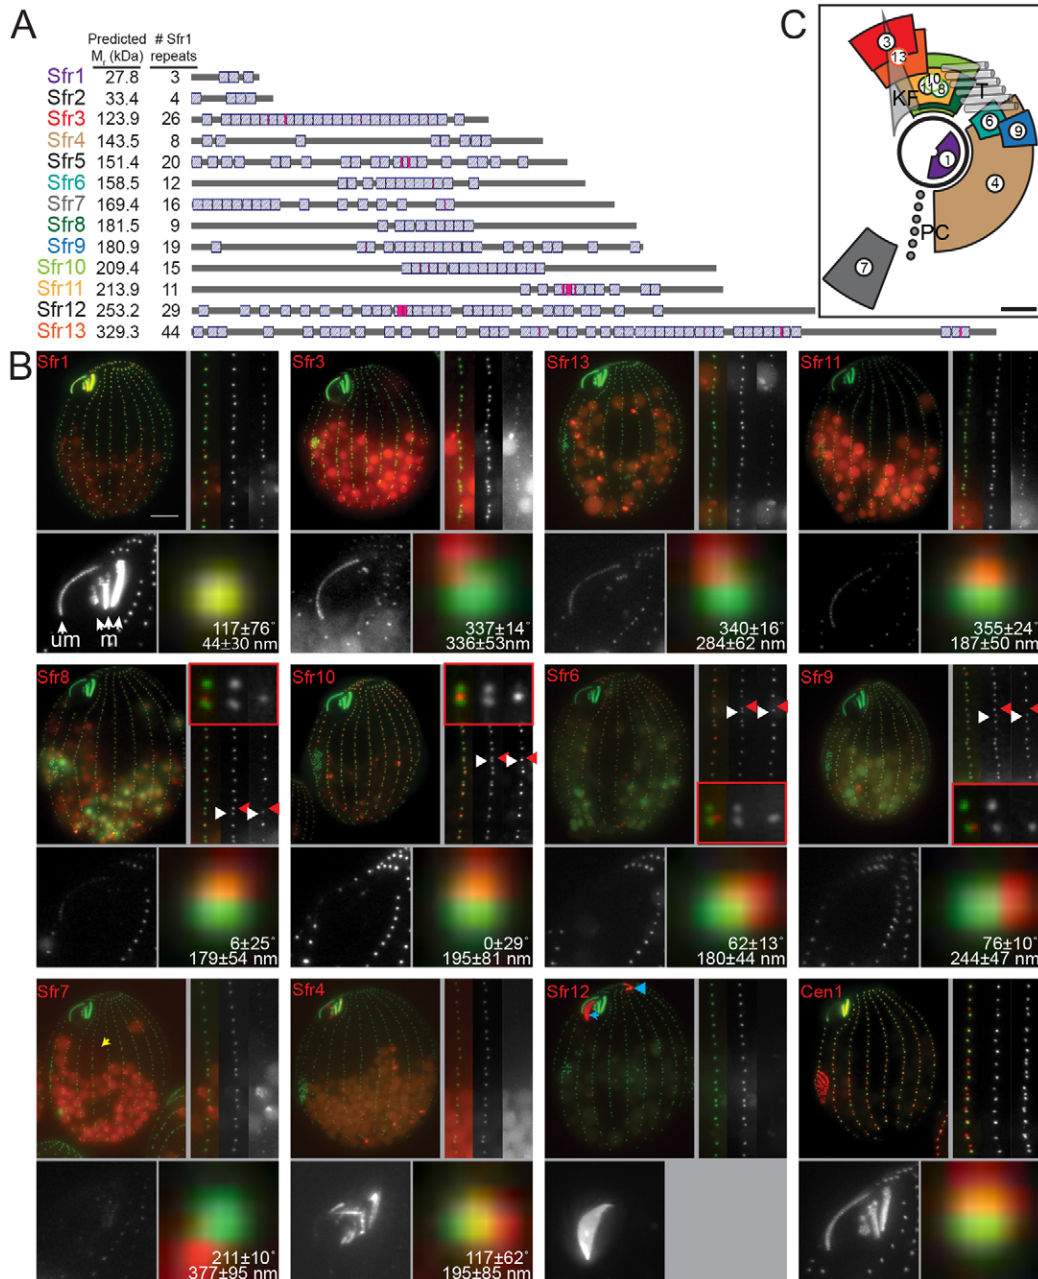 A
Predicted # Sfr1
Mr (kDa) repeats
Sfr1 27.8 3
Sfr2 33.4 4
Sfr3 123.9 26
Sfr4 143.5 8
Sfr5 151.4 20
Sfr6 158.5 12
Sfr7 169.4 16
Sfr8 181.5 9
Sfr9 180.9 19
Sfr10 209.4 15
Sfr11 213.9 11
Sfr12 253.2 29
Sfr13 329.3 44
C
3
13
10
11 8
KF
T
6
9
1
4
PC
7
B
Sfr1
um
m
117±76°
44±30 nm
Sfr3
337±14°
336±53nm
Sfr13
340±16°
284±62 nm
Sfr11
355±24°
187±50 nm
Sfr8
6±25°
179±54 nm
Sfr10
0±29°
195±81 nm
Sfr6
62±13°
180±44 nm
Sfr9
76±10°
244±47 nm
Sfr7
211±10°
377±95 nm
Sfr4
117±62°
195±85 nm
Sfr12
Cen1